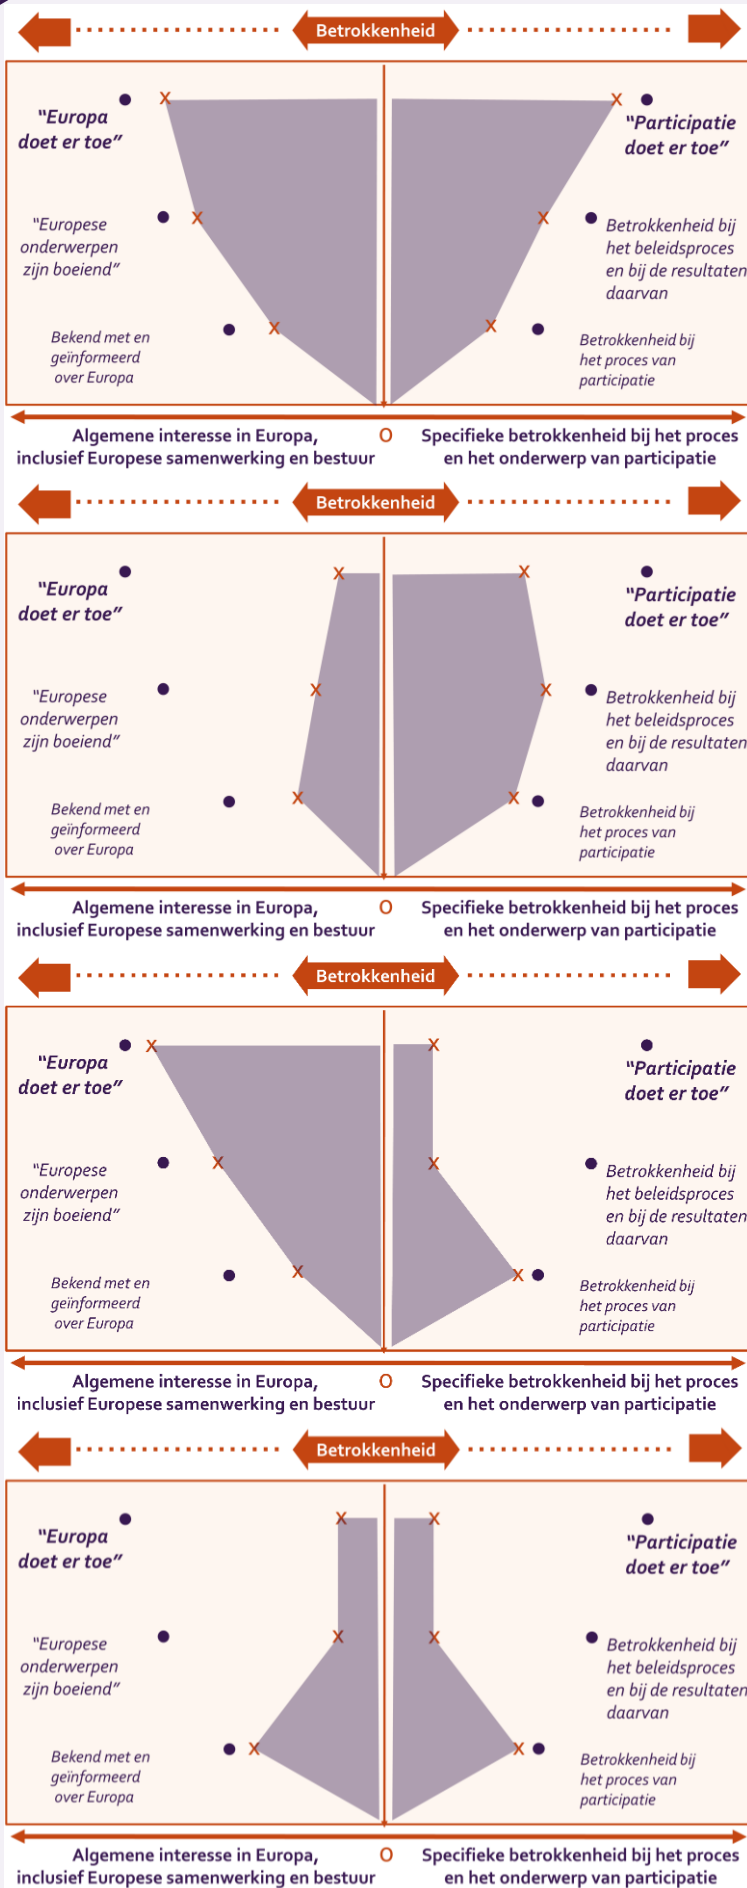 Betrokkenheid
X
X
"Europa
doet er toe"
"Participatie
doet er toe"
X
X
"Europese
onderwerpen
zijn boeiend"
Betrokkenheid bij
het beleidsproces
en bij de resultaten
daarvan
X
X
Bekend met en
geïnformeerd
over Europa
Betrokkenheid bij
het proces van
participatie
Algemene interesse in Europa,
inclusief Europese samenwerking en bestuur
O
Specifieke betrokkenheid bij het proces
en het onderwerp van participatie
Betrokkenheid
X
X
"Europa
doet er toe"
"Participatie
doet er toe"
X
X
"Europese
onderwerpen
zijn boeiend"
Betrokkenheid bij
het beleidsproces
en bij de resultaten
daarvan
X
X
Bekend met en
geïnformeerd
over Europa
Betrokkenheid bij
het proces van
participatie
Algemene interesse in Europa,
inclusief Europese samenwerking en bestuur
O
Specifieke betrokkenheid bij het proces
en het onderwerp van participatie
Betrokkenheid
X
X
"Europa
doet er toe"
"Participatie
doet er toe"
X
X
"Europese
onderwerpen
zijn boeiend"
Betrokkenheid bij
het beleidsproces
en bij de resultaten
daarvan
X
X
Bekend met en
geïnformeerd
over Europa
Betrokkenheid bij
het proces van
participatie
Algemene interesse in Europa,
inclusief Europese samenwerking en bestuur
O
Specifieke betrokkenheid bij het proces
en het onderwerp van participatie
Betrokkenheid
X
X
"Europa
doet er toe"
"Participatie
doet er toe"
X
X
"Europese
onderwerpen
zijn boeiend"
Betrokkenheid bij
het beleidsproces
en bij de resultaten
daarvan
X
X
Bekend met en
geïnformeerd
over Europa
Betrokkenheid bij
het proces van
participatie
Algemene interesse in Europa,
inclusief Europese samenwerking en bestuur
O
Specifieke betrokkenheid bij het proces
en het onderwerp van participatie